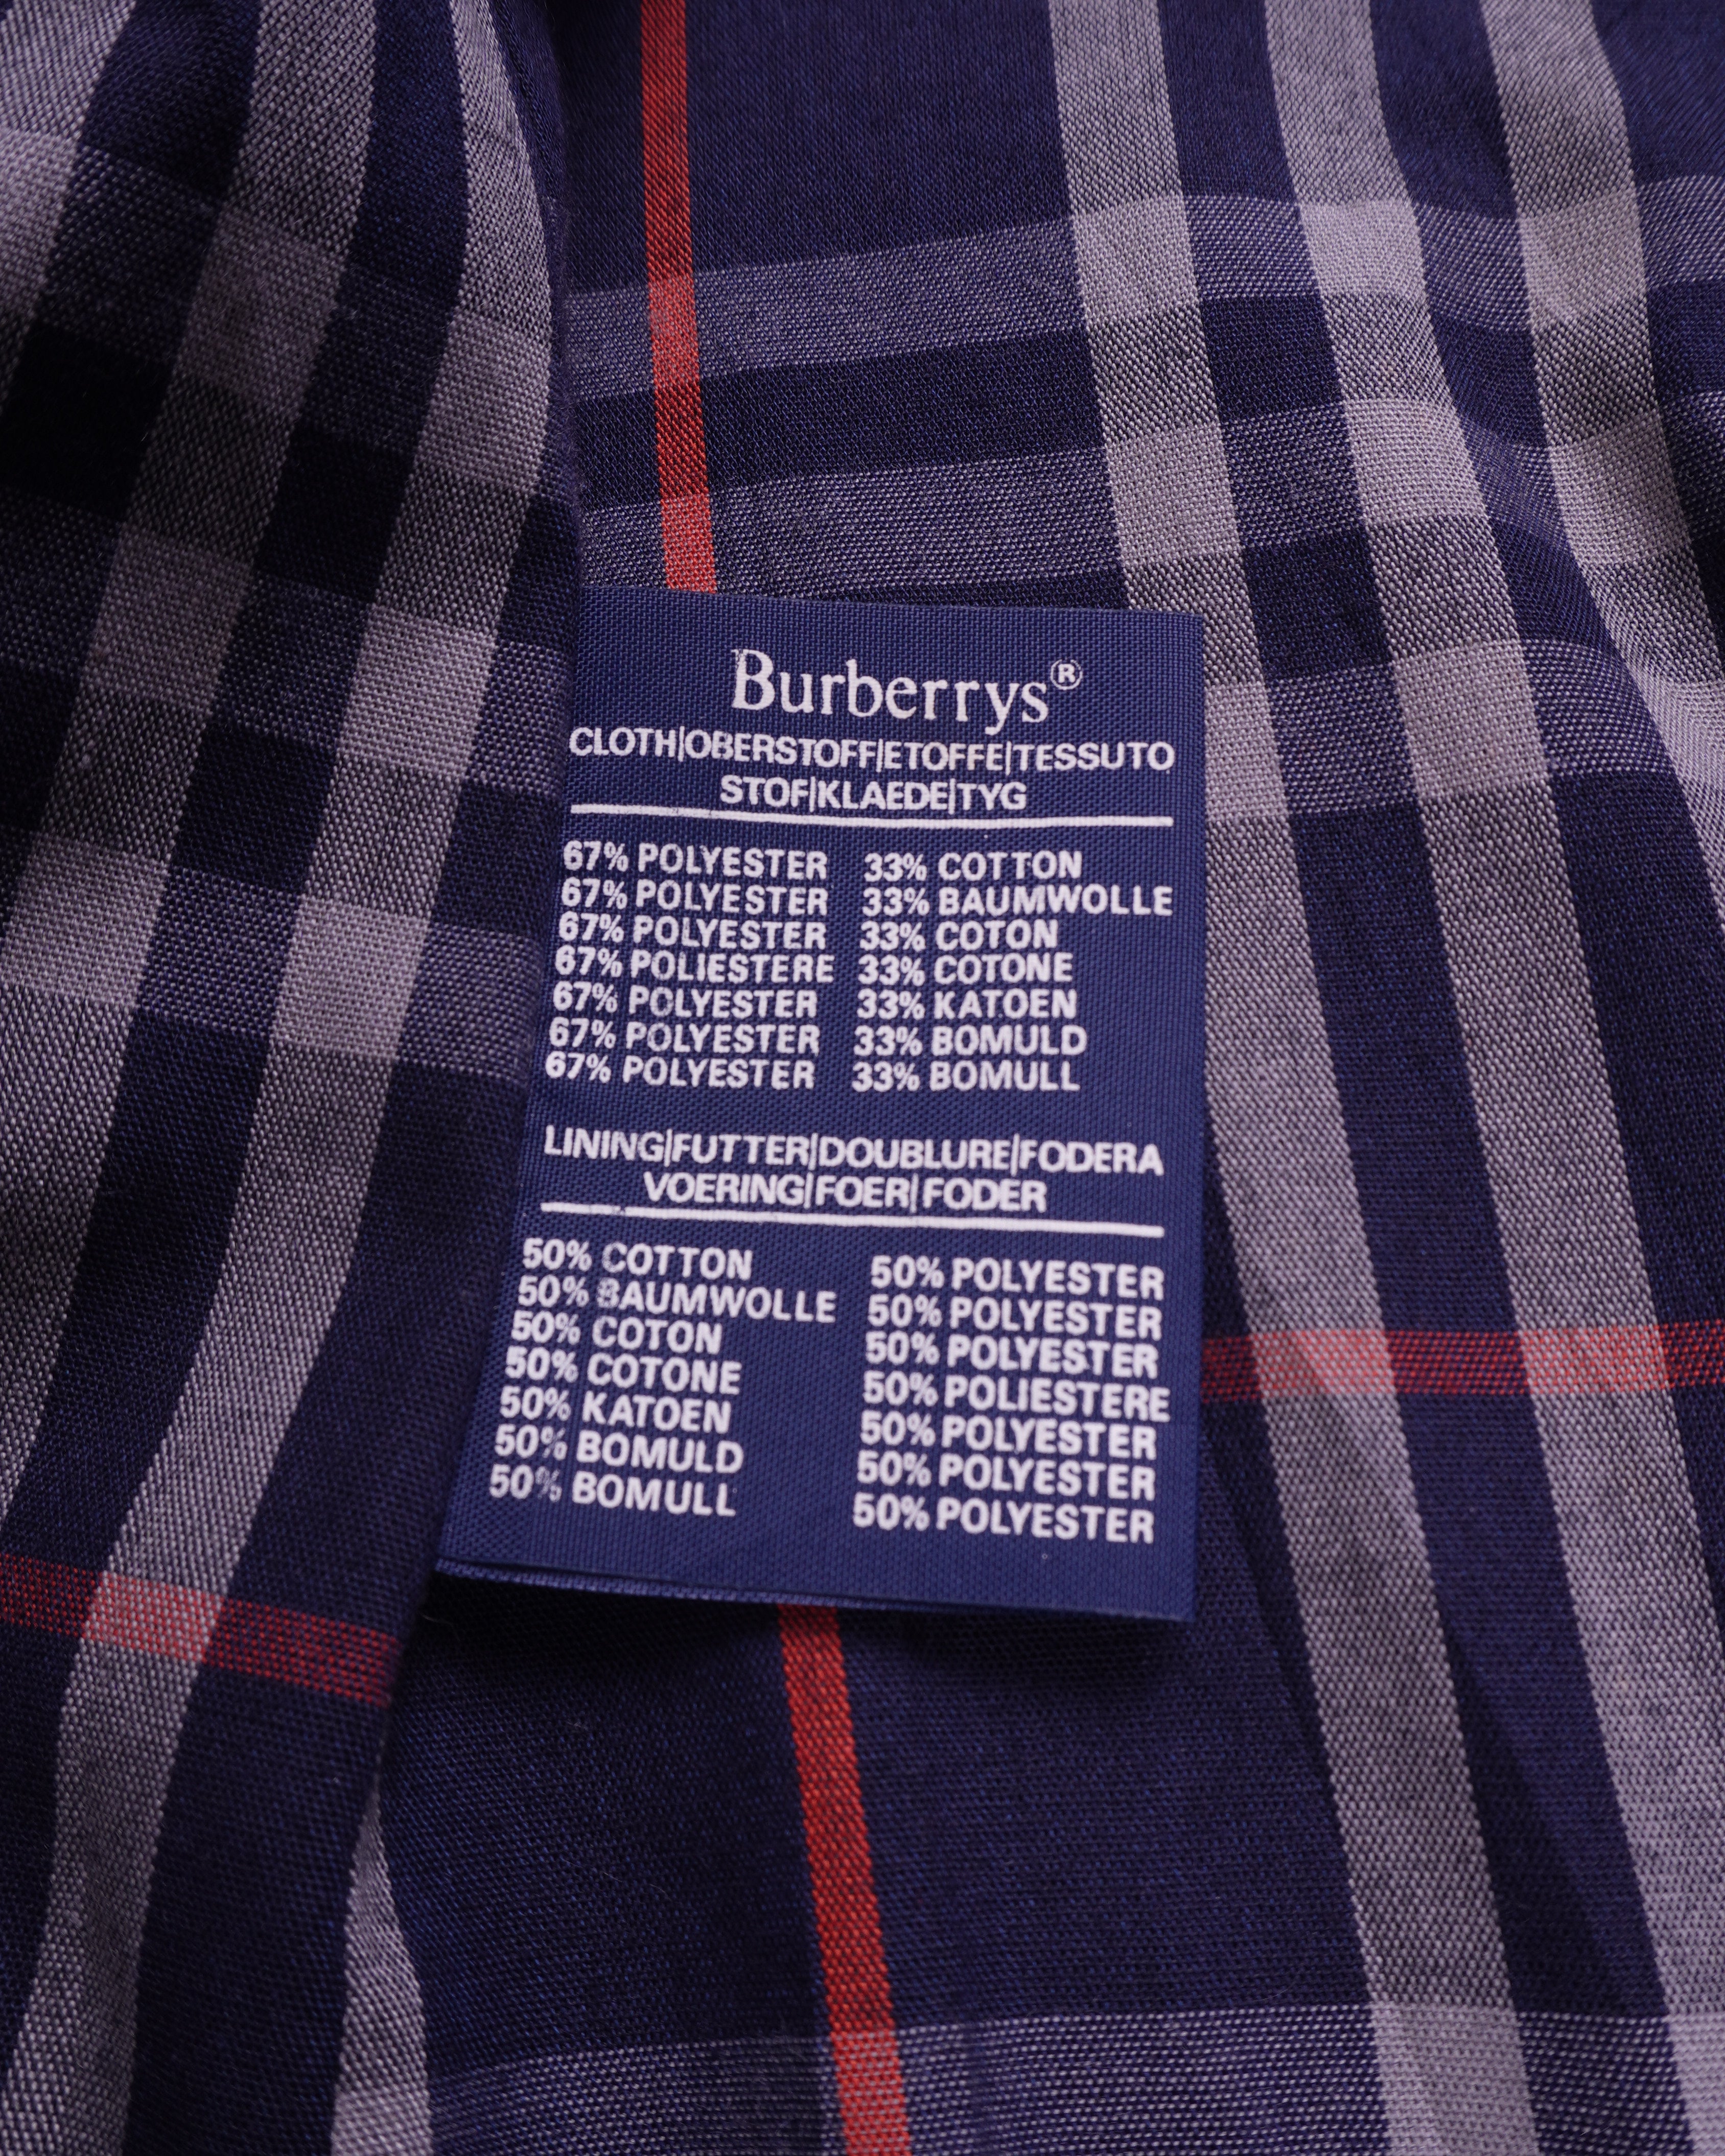 Burberrys®
CLOTH|OBERSTOFF|ETOFFE|TESSUTO
STOF|KLAEDE|TYG
67% POLYESTER 33% COTTON
67% POLYESTER 33% BAUMWOLLE
67% POLYESTER 33% COTON
67% POLIESTERE 33% COTONE
67% POLYESTER 33% KATOEN
67% POLYESTER 33% BOMULD
67% POLYESTER 33% BOMULL
LINING|FUTTER|DOUBLURE|FODERA
VOERING|FOER|FODER
50% COTTON 50% POLYESTER
50% BAUMWOLLE 50% POLYESTER
50% COTON 50% POLYESTER
50% COTONE 50% POLIESTERE
50% KATOEN 50% POLYESTER
50% BOMULD 50% POLYESTER
50% BOMULL 50% POLYESTER